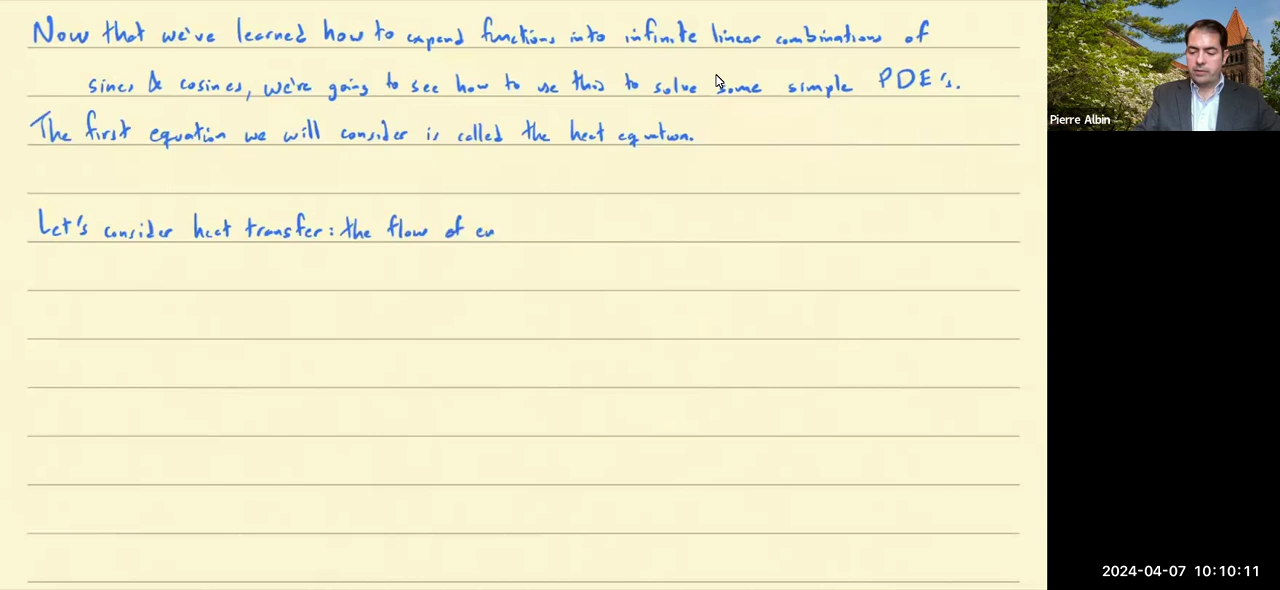 Now that we've learned how to expand functions into infinite linear combinations of
sines & cosines, we're going to see how to use this to solve some simple PDE's.
The first equation we will consider is called the heat equation.
Let's consider heat transfer: the flow of en
Pierre Albin
2024-04-07 10:10:11